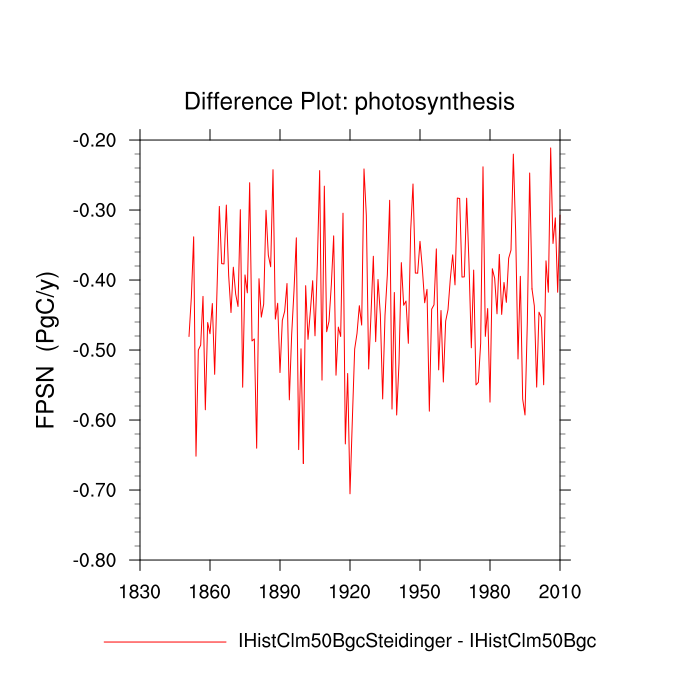 Difference Plot: photosynthesis
-0.20
-0.30
-0.40
-0.50
-0.60
-0.70
-0.80
FPSN (PgC/y)
1830 1860 1890 1920 1950 1980 2010
IHistClm50BgcSteidinger - IHistClm50Bgc